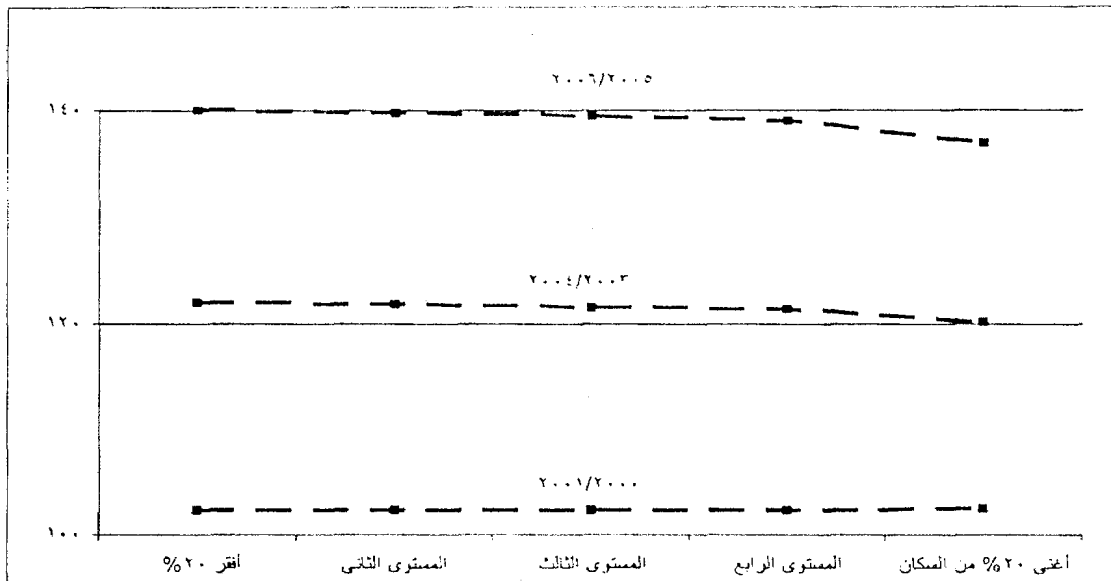 ٢٠٠٦/٢٠٠٥
١٤٠
٢٠٠٤/٢٠٠٣
١٢٠
٢٠٠١/٢٠٠٠
١٠٠
أفقر ٢٠%
المستوى الثانى
المستوى الثالث
المستوى الرابع
أغنى ٢٠% من السكان